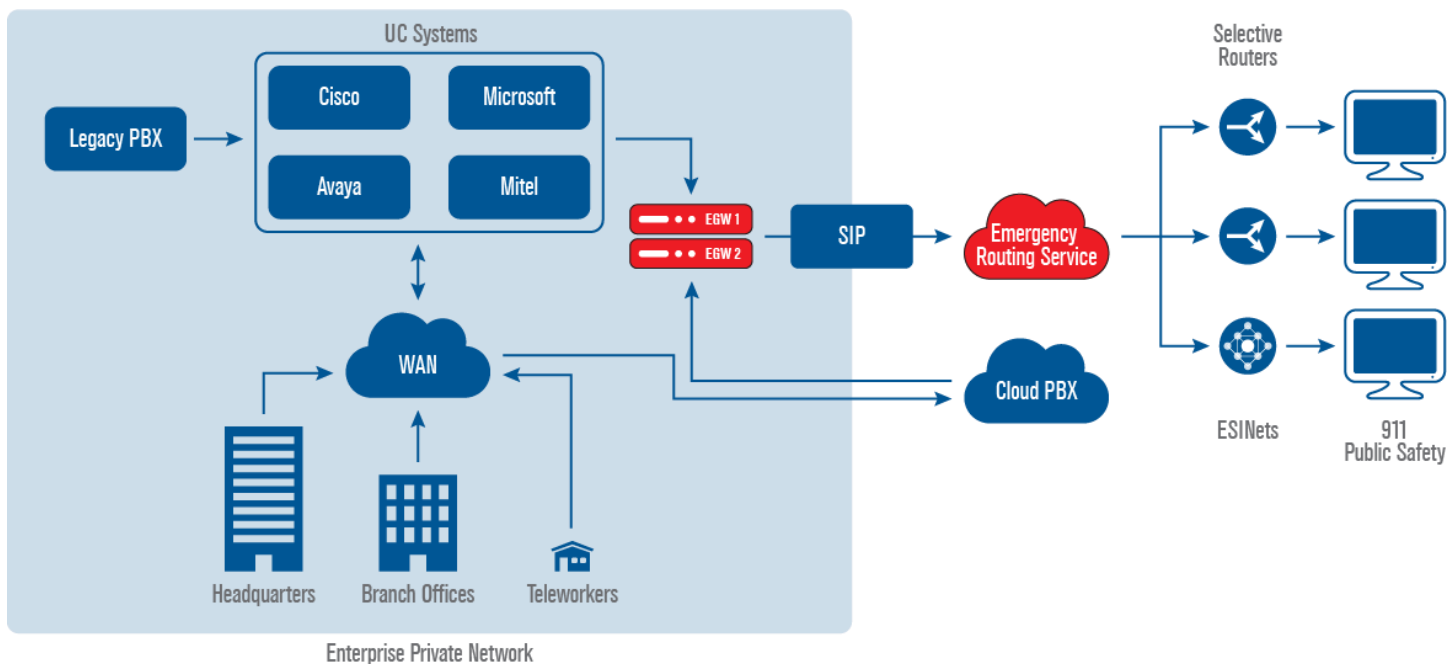 UC Systems
Selective
Routers
Cisco
Microsoft
Legacy PBX
Avaya
Mitel
EGW 1
EGW 2
SIP
Emergency
Routing Service
WAN
Cloud PBX
ESINets
911
Public Safety
Headquarters
Branch Offices
Teleworkers
Enterprise Private Network